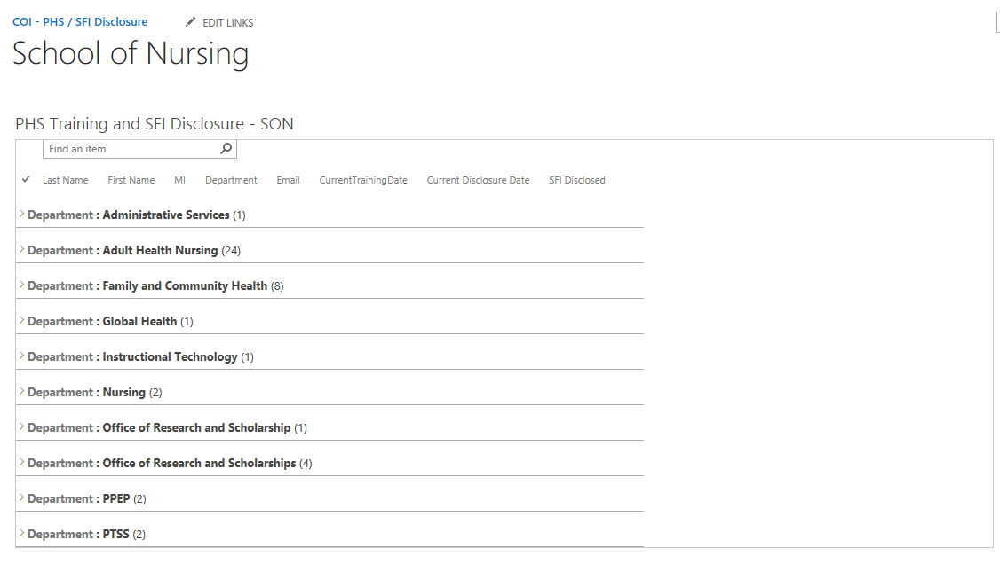 COI - PHS / SFI Disclosure EDIT LINKS
School of Nursing
PHS Training and SFI Disclosure - SON
Find an item
Last Name First Name MI Department Email CurrentTrainingDate Current Disclosure Date SFI Disclosed
Department : Administrative Services (1)
Department : Adult Health Nursing (24)
Department : Family and Community Health (8)
Department : Global Health (1)
Department : Instructional Technology (1)
Department : Nursing (2)
Department : Office of Research and Scholarship (1)
Department : Office of Research and Scholarships (4)
Department : PPEP (2)
Department : PTSS (2)